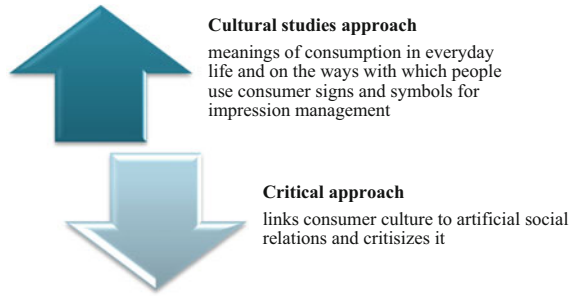 Cultural studies approach
meanings of consumption in everyday
life and on the ways with which people
use consumer signs and symbols for
impression management
Critical approach
links consumer culture to artificial social
relations and critisizes it